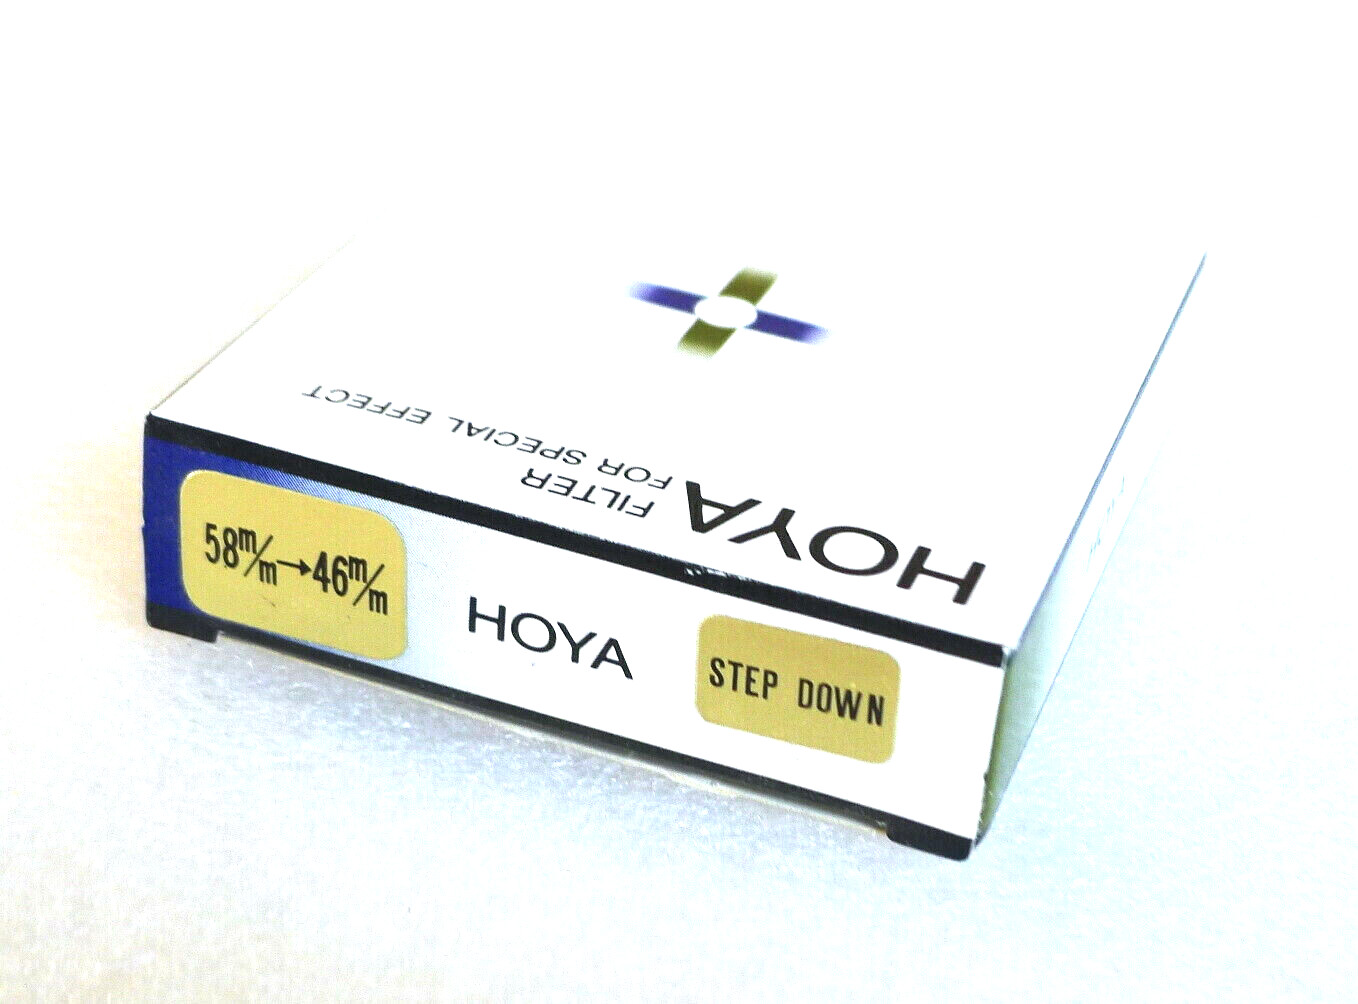 HOYA FILTER
FOR SPECIAL EFFECT
58m/m→46m/m
HOYA
STEP DOWN